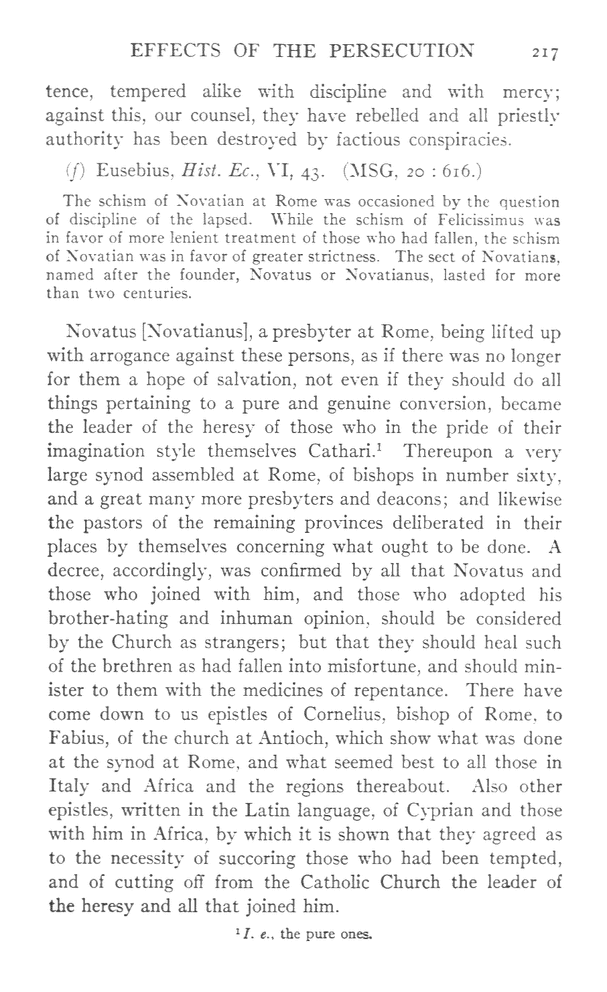 EFFECTS OF THE PERSECUTION 217
tence, tempered alike with discipline and with mercy;
against this, our counsel, they have rebelled and all priestly
authority has been destroyed by factious conspiracies.
(f) Eusebius, Hist. Ec., VI, 43. (MSG, 20 : 616.)
The schism of Novatian at Rome was occasioned by the question
of discipline of the lapsed. While the schism of Felicissimus was
in favor of more lenient treatment of those who had fallen, the schism
of Novatian was in favor of greater strictness. The sect of Novatians,
named after the founder, Novatus or Novatianus, lasted for more
than two centuries.
Novatus [Novatianus], a presbyter at Rome, being lifted up
with arrogance against these persons, as if there was no longer
for them a hope of salvation, not even if they should do all
things pertaining to a pure and genuine conversion, became
the leader of the heresy of those who in the pride of their
imagination style themselves Cathari.¹ Thereupon a very
large synod assembled at Rome, of bishops in number sixty,
and a great many more presbyters and deacons; and likewise
the pastors of the remaining provinces deliberated in their
places by themselves concerning what ought to be done. A
decree, accordingly, was confirmed by all that Novatus and
those who joined with him, and those who adopted his
brother-hating and inhuman opinion, should be considered
by the Church as strangers; but that they should heal such
of the brethren as had fallen into misfortune, and should min-
ister to them with the medicines of repentance. There have
come down to us epistles of Cornelius, bishop of Rome, to
Fabius, of the church at Antioch, which show what was done
at the synod at Rome, and what seemed best to all those in
Italy and Africa and the regions thereabout. Also other
epistles, written in the Latin language, of Cyprian and those
with him in Africa, by which it is shown that they agreed as
to the necessity of succoring those who had been tempted,
and of cutting off from the Catholic Church the leader of
the heresy and all that joined him.
¹ I. e., the pure ones.